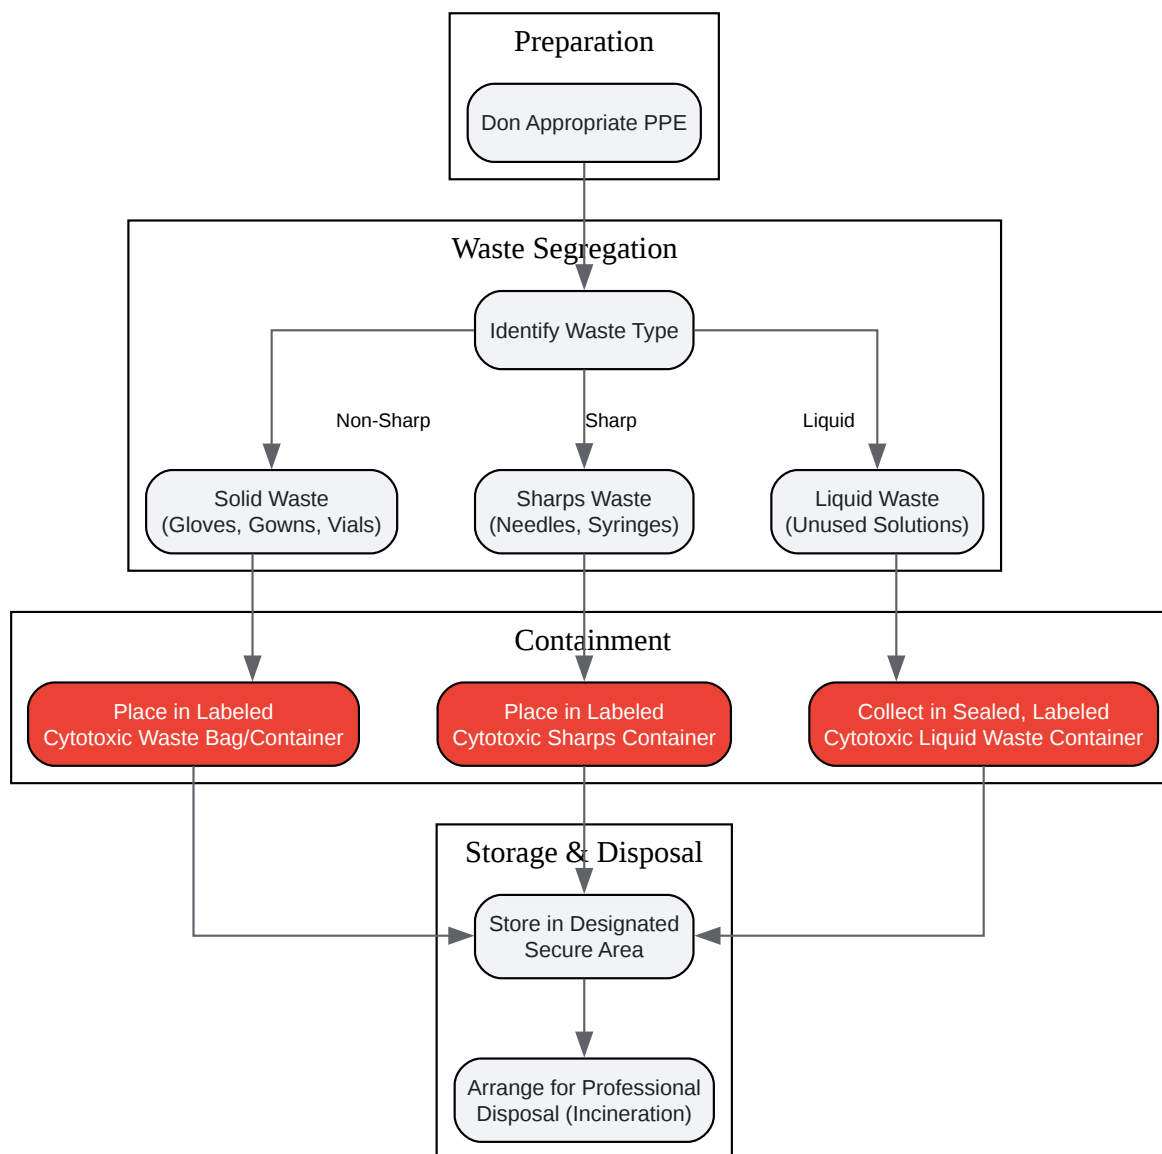 Preparation
Don Appropriate PPE
Waste Segregation
Identify Waste Type
Non-Sharp
Sharp
Liquid
Solid Waste
(Gloves, Gowns, Vials)
Sharps Waste
(Needles, Syringes)
Liquid Waste
(Unused Solutions)
Containment
Place in Labeled
Cytotoxic Waste Bag/Container
Place in Labeled
Cytotoxic Sharps Container
Collect in Sealed, Labeled
Cytotoxic Liquid Waste Container
Storage & Disposal
Store in Designated
Secure Area
Arrange for Professional
Disposal (Incineration)